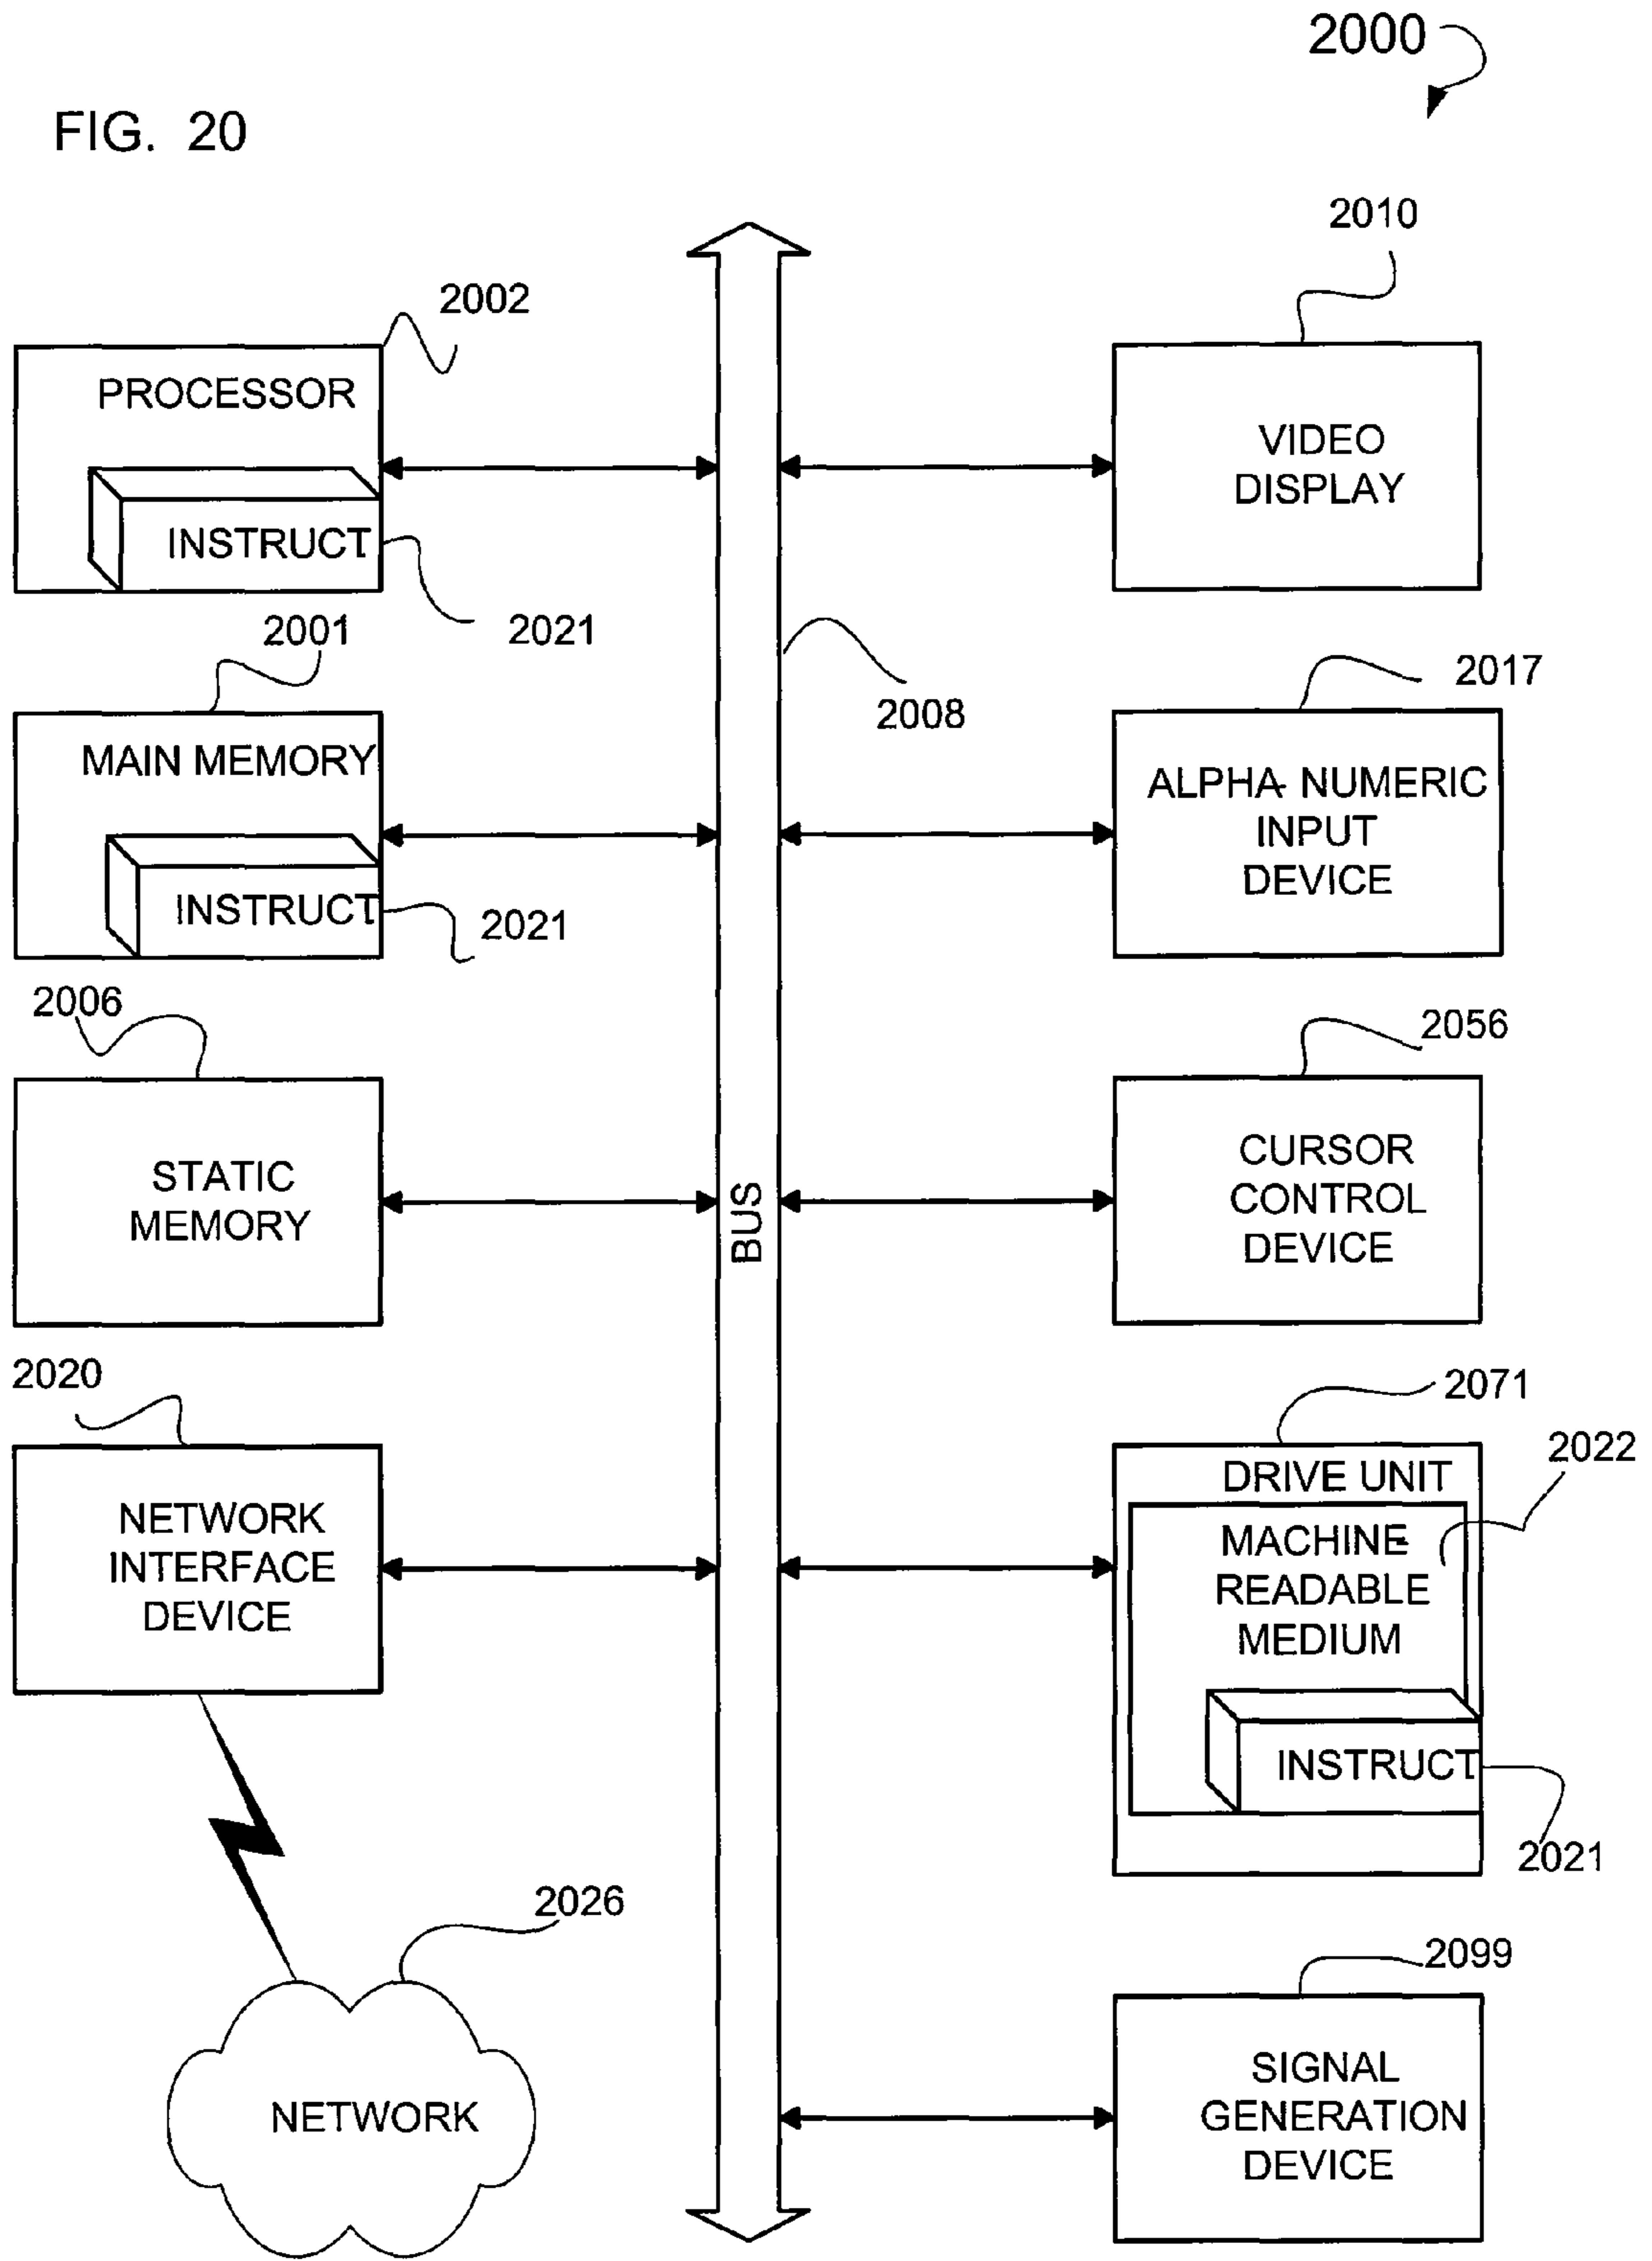 2000
FIG. 20
2010
2002
PROCESSOR
INSTRUCT
2021
VIDEO
DISPLAY
2001
MAIN MEMORY
INSTRUCT
2021
2008
2017
ALPHA- NUMERIC
INPUT
DEVICE
2006
STATIC
MEMORY
BUS
2056
CURSOR
CONTROL
DEVICE
2020
NETWORK
INTERFACE
DEVICE
2071
2022
DRIVE UNIT
MACHINE-
READABLE
MEDIUM
INSTRUCT
2021
2026
NETWORK
2099
SIGNAL
GENERATION
DEVICE